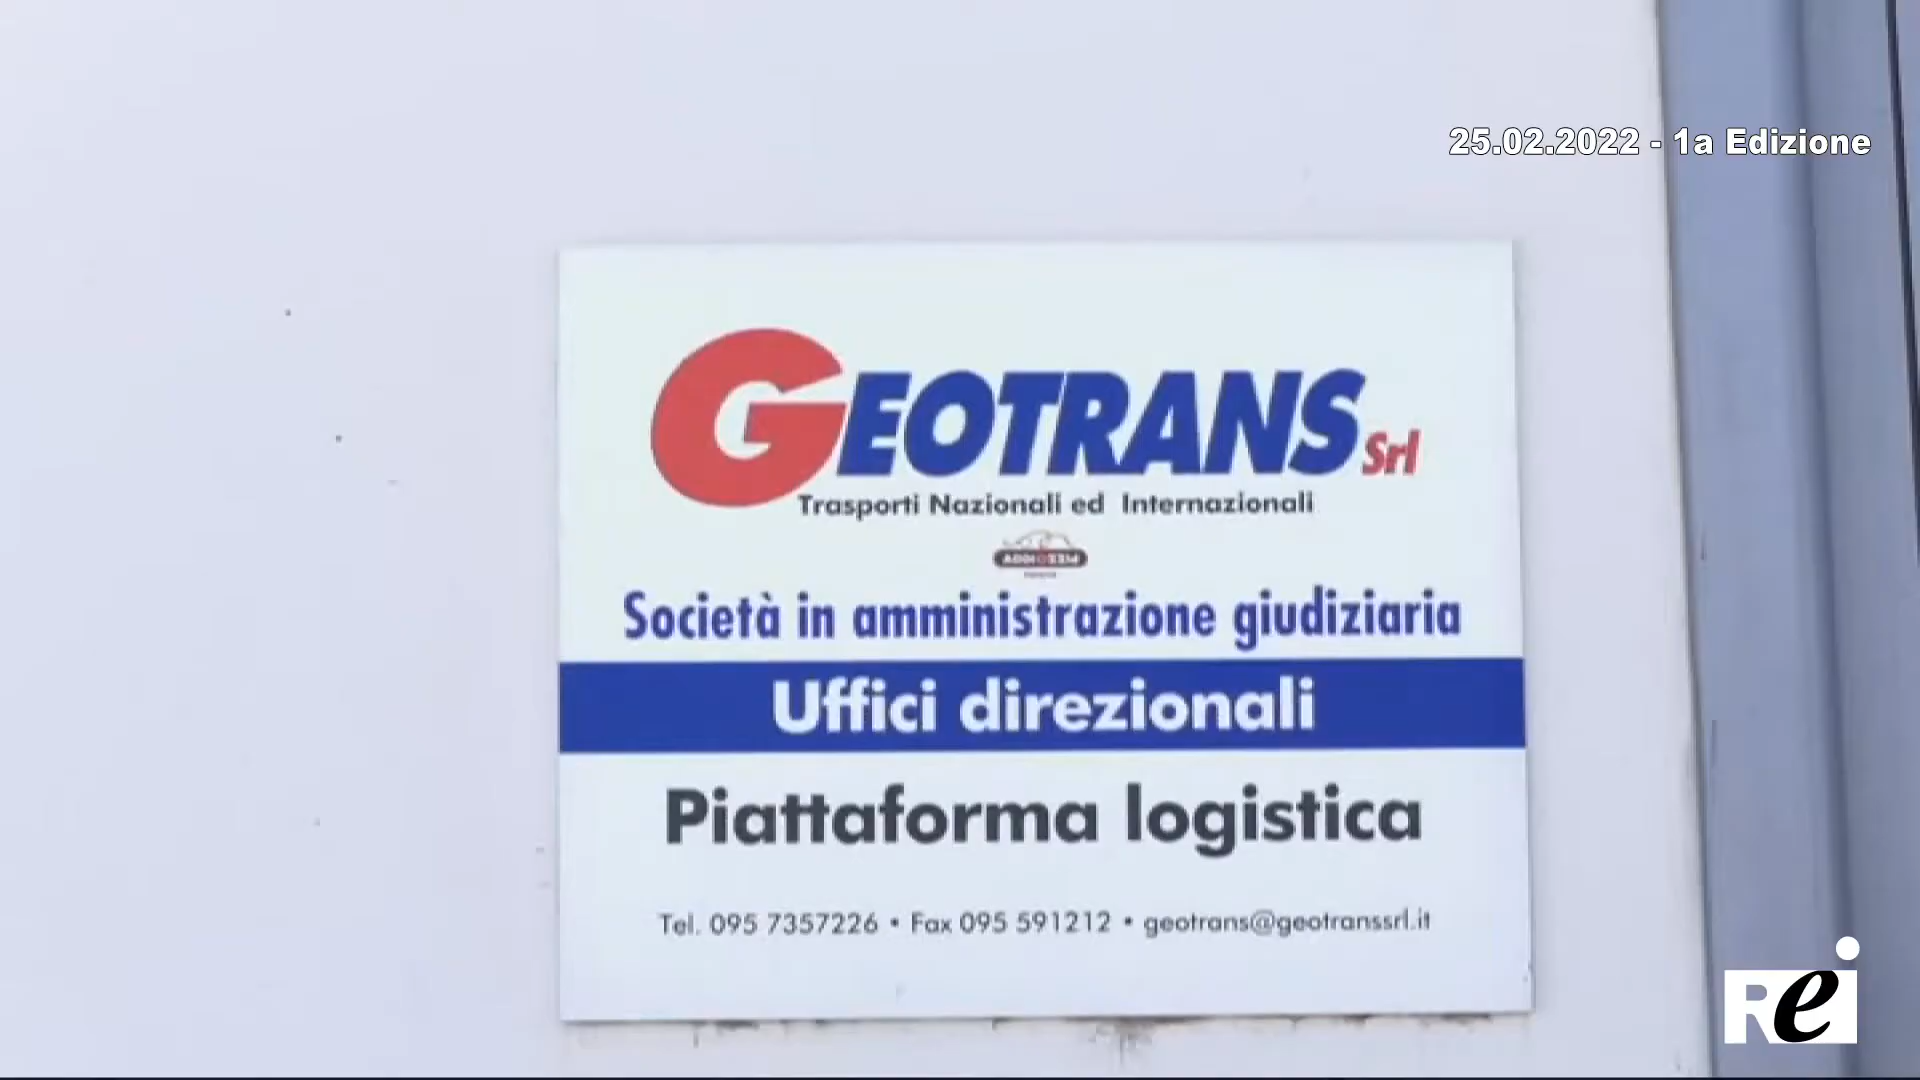 25.02.2022 - 1a Edizione
GEOTRANS Srl
Trasporti Nazionali ed Internazionali
Società in amministrazione giudiziaria
Uffici direzionali
Piattaforma logistica
Tel. 095 7357226 • Fax 095 591212 • geotrans@geotranssrl.it
Rei